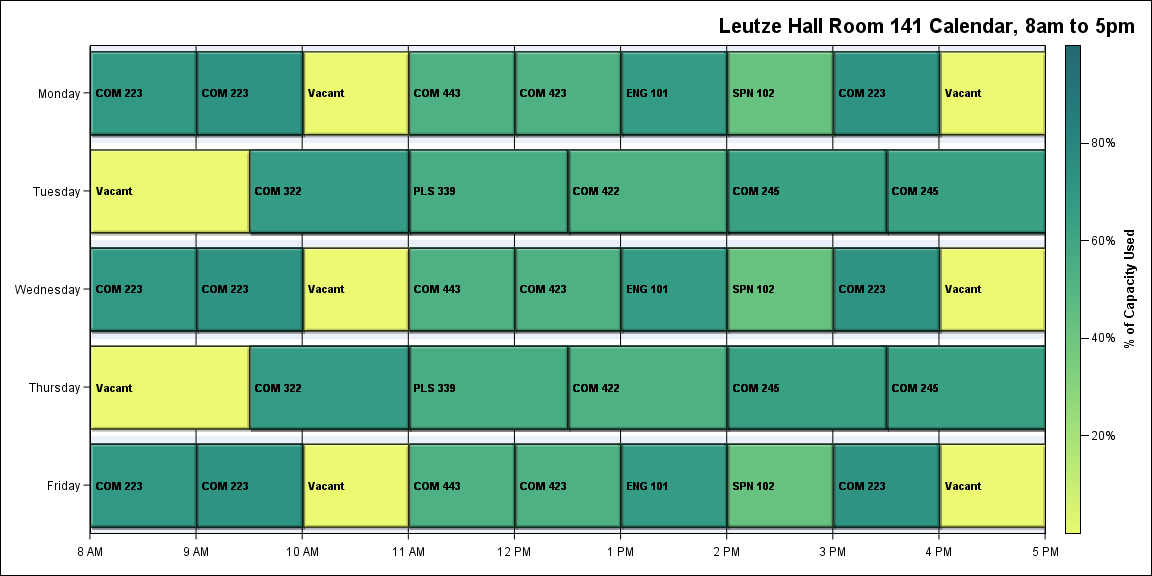 Leutze Hall Room 141 Calendar, 8am to 5pm
Monday COM 223 COM 223 Vacant COM 443 COM 423 ENG 101 SPN 102 COM 223 Vacant
80%
Tuesday Vacant COM 322 PLS 339 COM 422 COM 245 COM 245
60%
Wednesday COM 223 COM 223 Vacant COM 443 COM 423 ENG 101 SPN 102 COM 223 Vacant
% of Capacity Used
40%
Thursday Vacant COM 322 PLS 339 COM 422 COM 245 COM 245
20%
Friday COM 223 COM 223 Vacant COM 443 COM 423 ENG 101 SPN 102 COM 223 Vacant
8 AM 9 AM 10 AM 11 AM 12 PM 1 PM 2 PM 3 PM 4 PM 5 PM